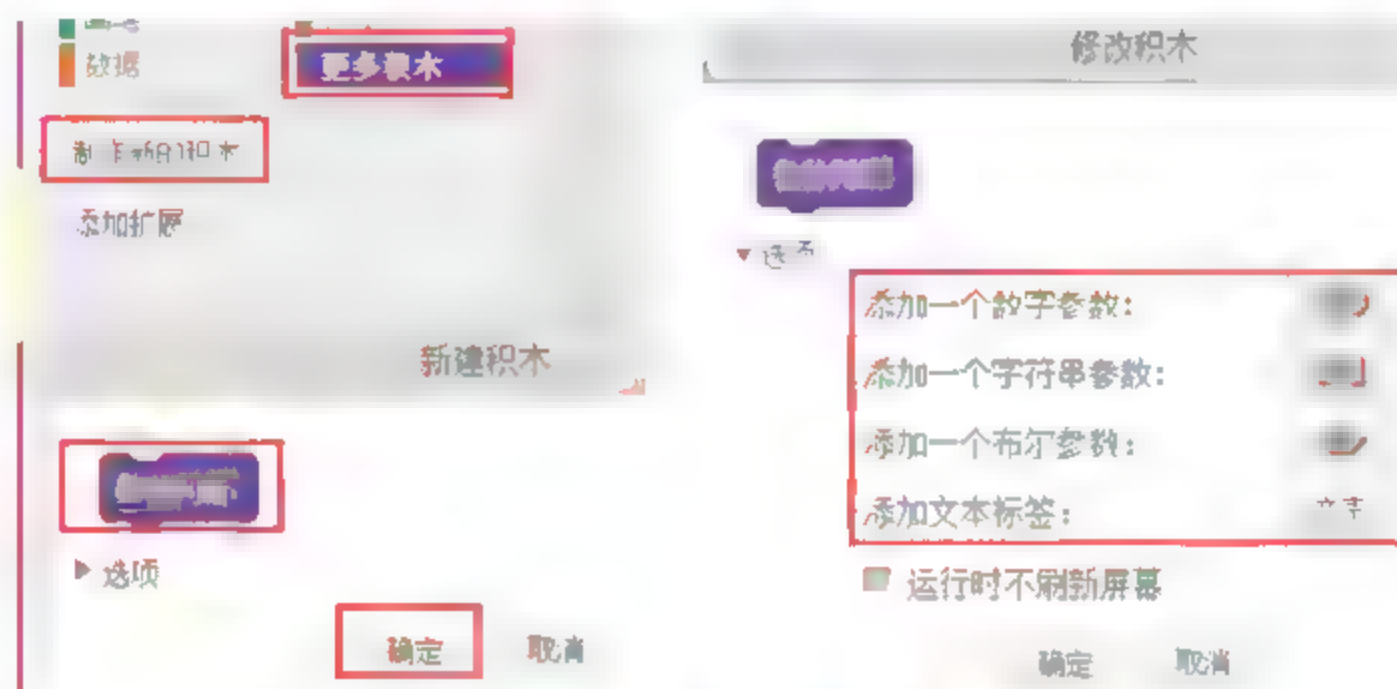 数据
更多积木
添加扩展
新建积木
选项
确定 取消
修改积木
添加一个数字参数:
添加一个字符串参数:
添加一个布尔参数:
添加文本标签:
运行时不刷新屏幕
确定 取消